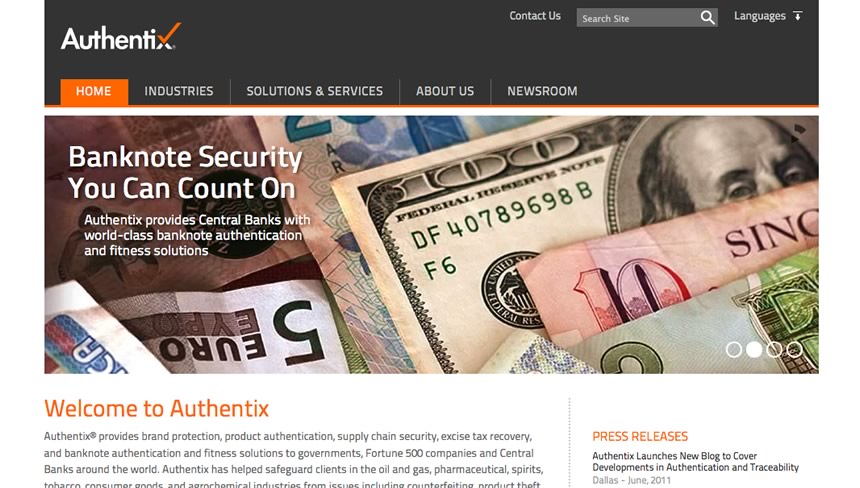 Contact Us
Search Site
Languages
Authentix
HOME
INDUSTRIES
SOLUTIONS & SERVICES
ABOUT US
NEWSROOM
Banknote Security
You Can Count On
Authentix provides Central Banks with
world-class banknote authentication
and fitness solutions
100
FEDERAL RESERVE NOTE
DF 40789698 B
F6
SING
10
5
EURO
EYPO
Welcome to Authentix
Authentix® provides brand protection, product authentication, supply chain security, excise tax recovery,
and banknote authentication and fitness solutions to governments, Fortune 500 companies and Central
Banks around the world. Authentix has helped safeguard clients in the oil and gas, pharmaceutical, spirits,
tobacco, consumer goods, and agrochemical industries from issues including counterfeiting, product theft,
PRESS RELEASES
Authentix Launches New Blog to Cover
Developments in Authentication and Traceability
Dallas - June, 2011